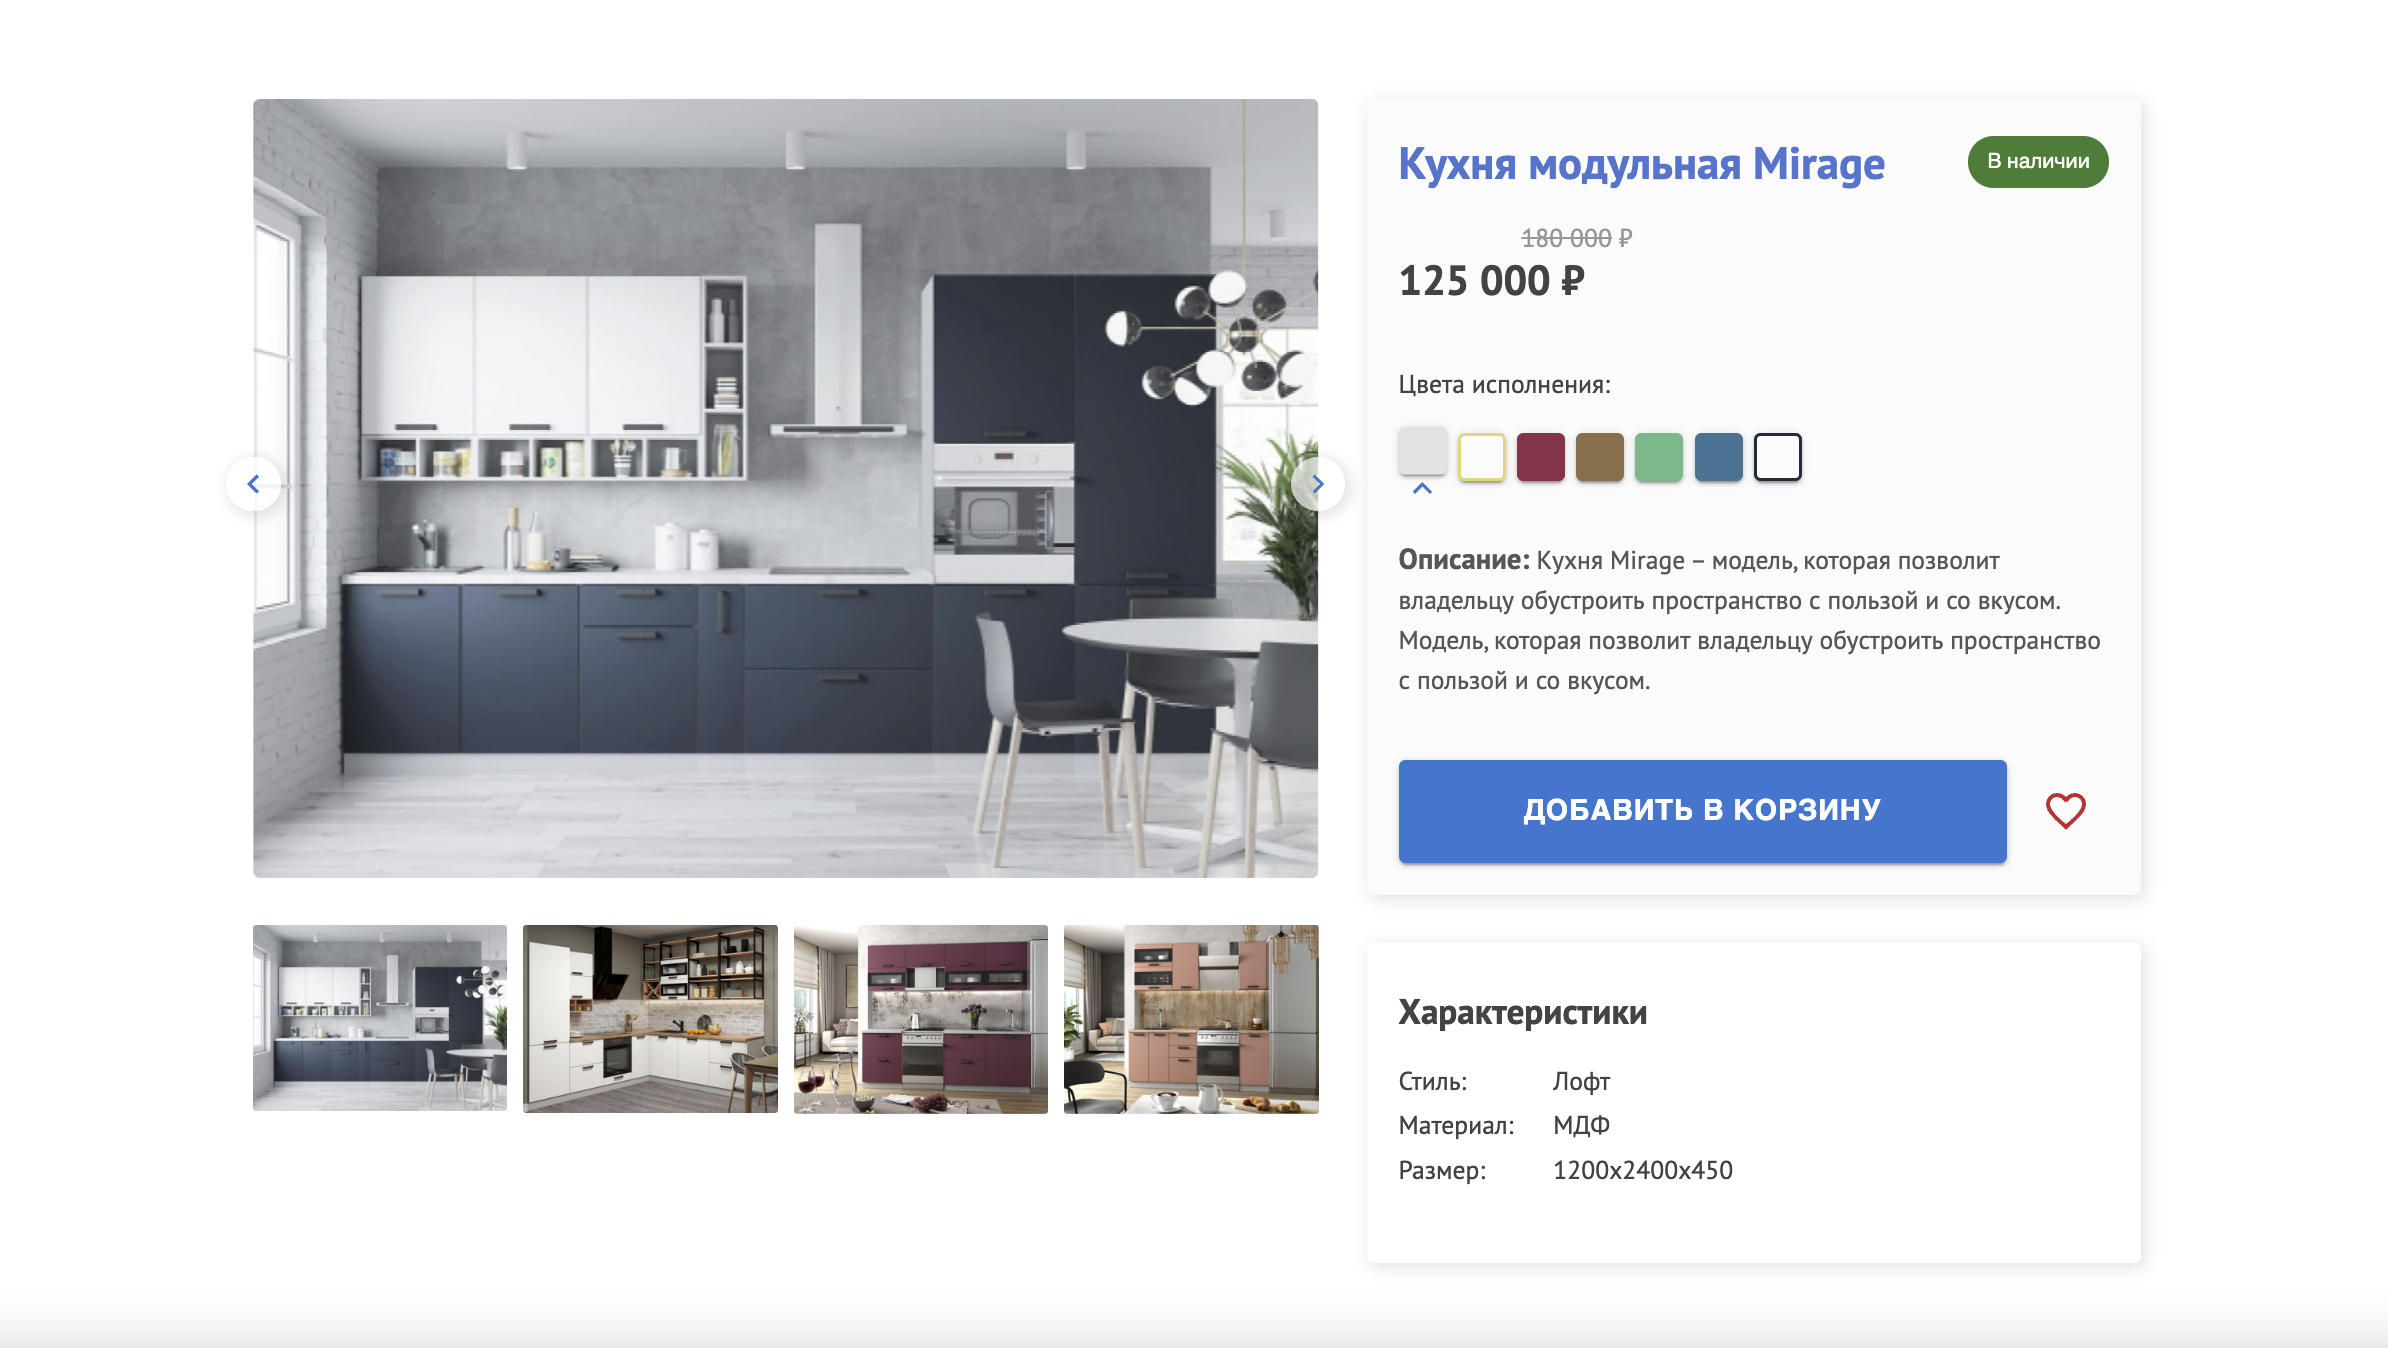 Кухня модульная Mirage
В наличии
180 000 ₽
125 000 ₽
Цвета исполнения:
Описание: Кухня Mirage – модель, которая позволит
владельцу обустроить пространство с пользой и со вкусом.
Модель, которая позволит владельцу обустроить пространство
с пользой и со вкусом.
ДОБАВИТЬ В КОРЗИНУ
Характеристики
Стиль: Лофт
Материал: МДФ
Размер: 1200x2400x450